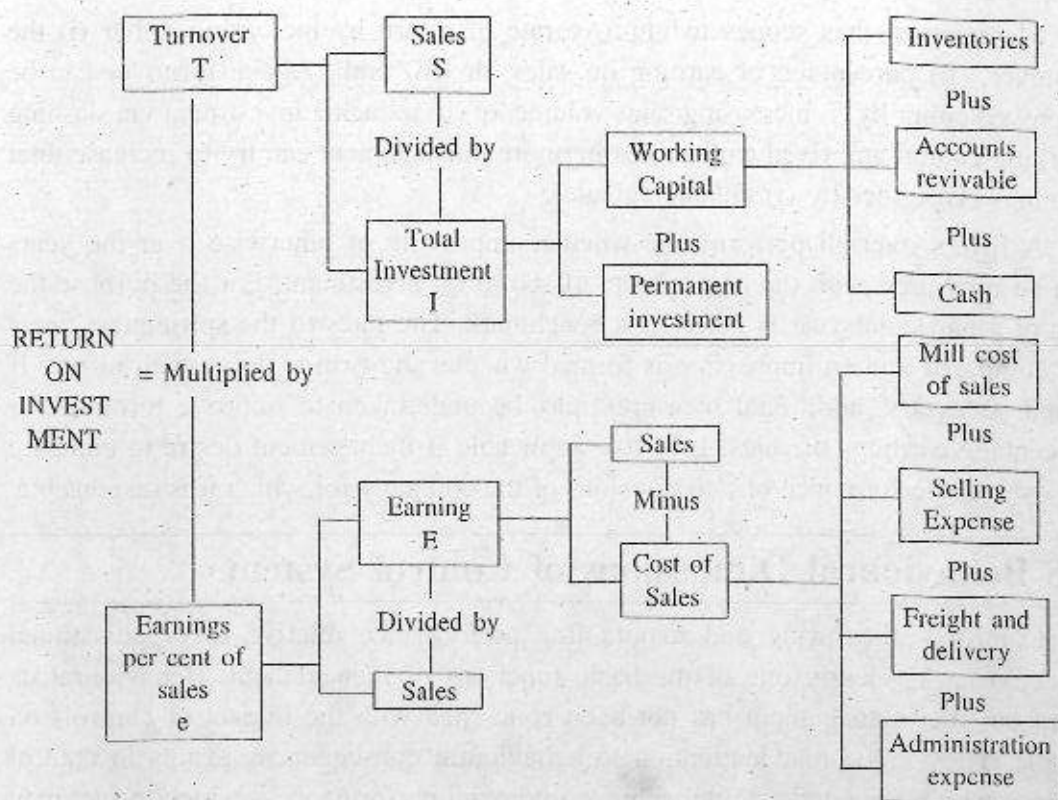 Turnover
T
Sales
S
Divided by
Total
Investment
I
Working
Capital
Plus
Permanent
investment
Inventories
Plus
Accounts
revivable
Plus
Cash
RETURN
ON
INVEST
MENT
= Multiplied by
Earnings
per cent of
sales
e
Earning
E
Divided by
Sales
Sales
Minus
Cost of
Sales
Mill cost
of sales
Plus
Selling
Expense
Plus
Freight and
delivery
Plus
Administration
expense